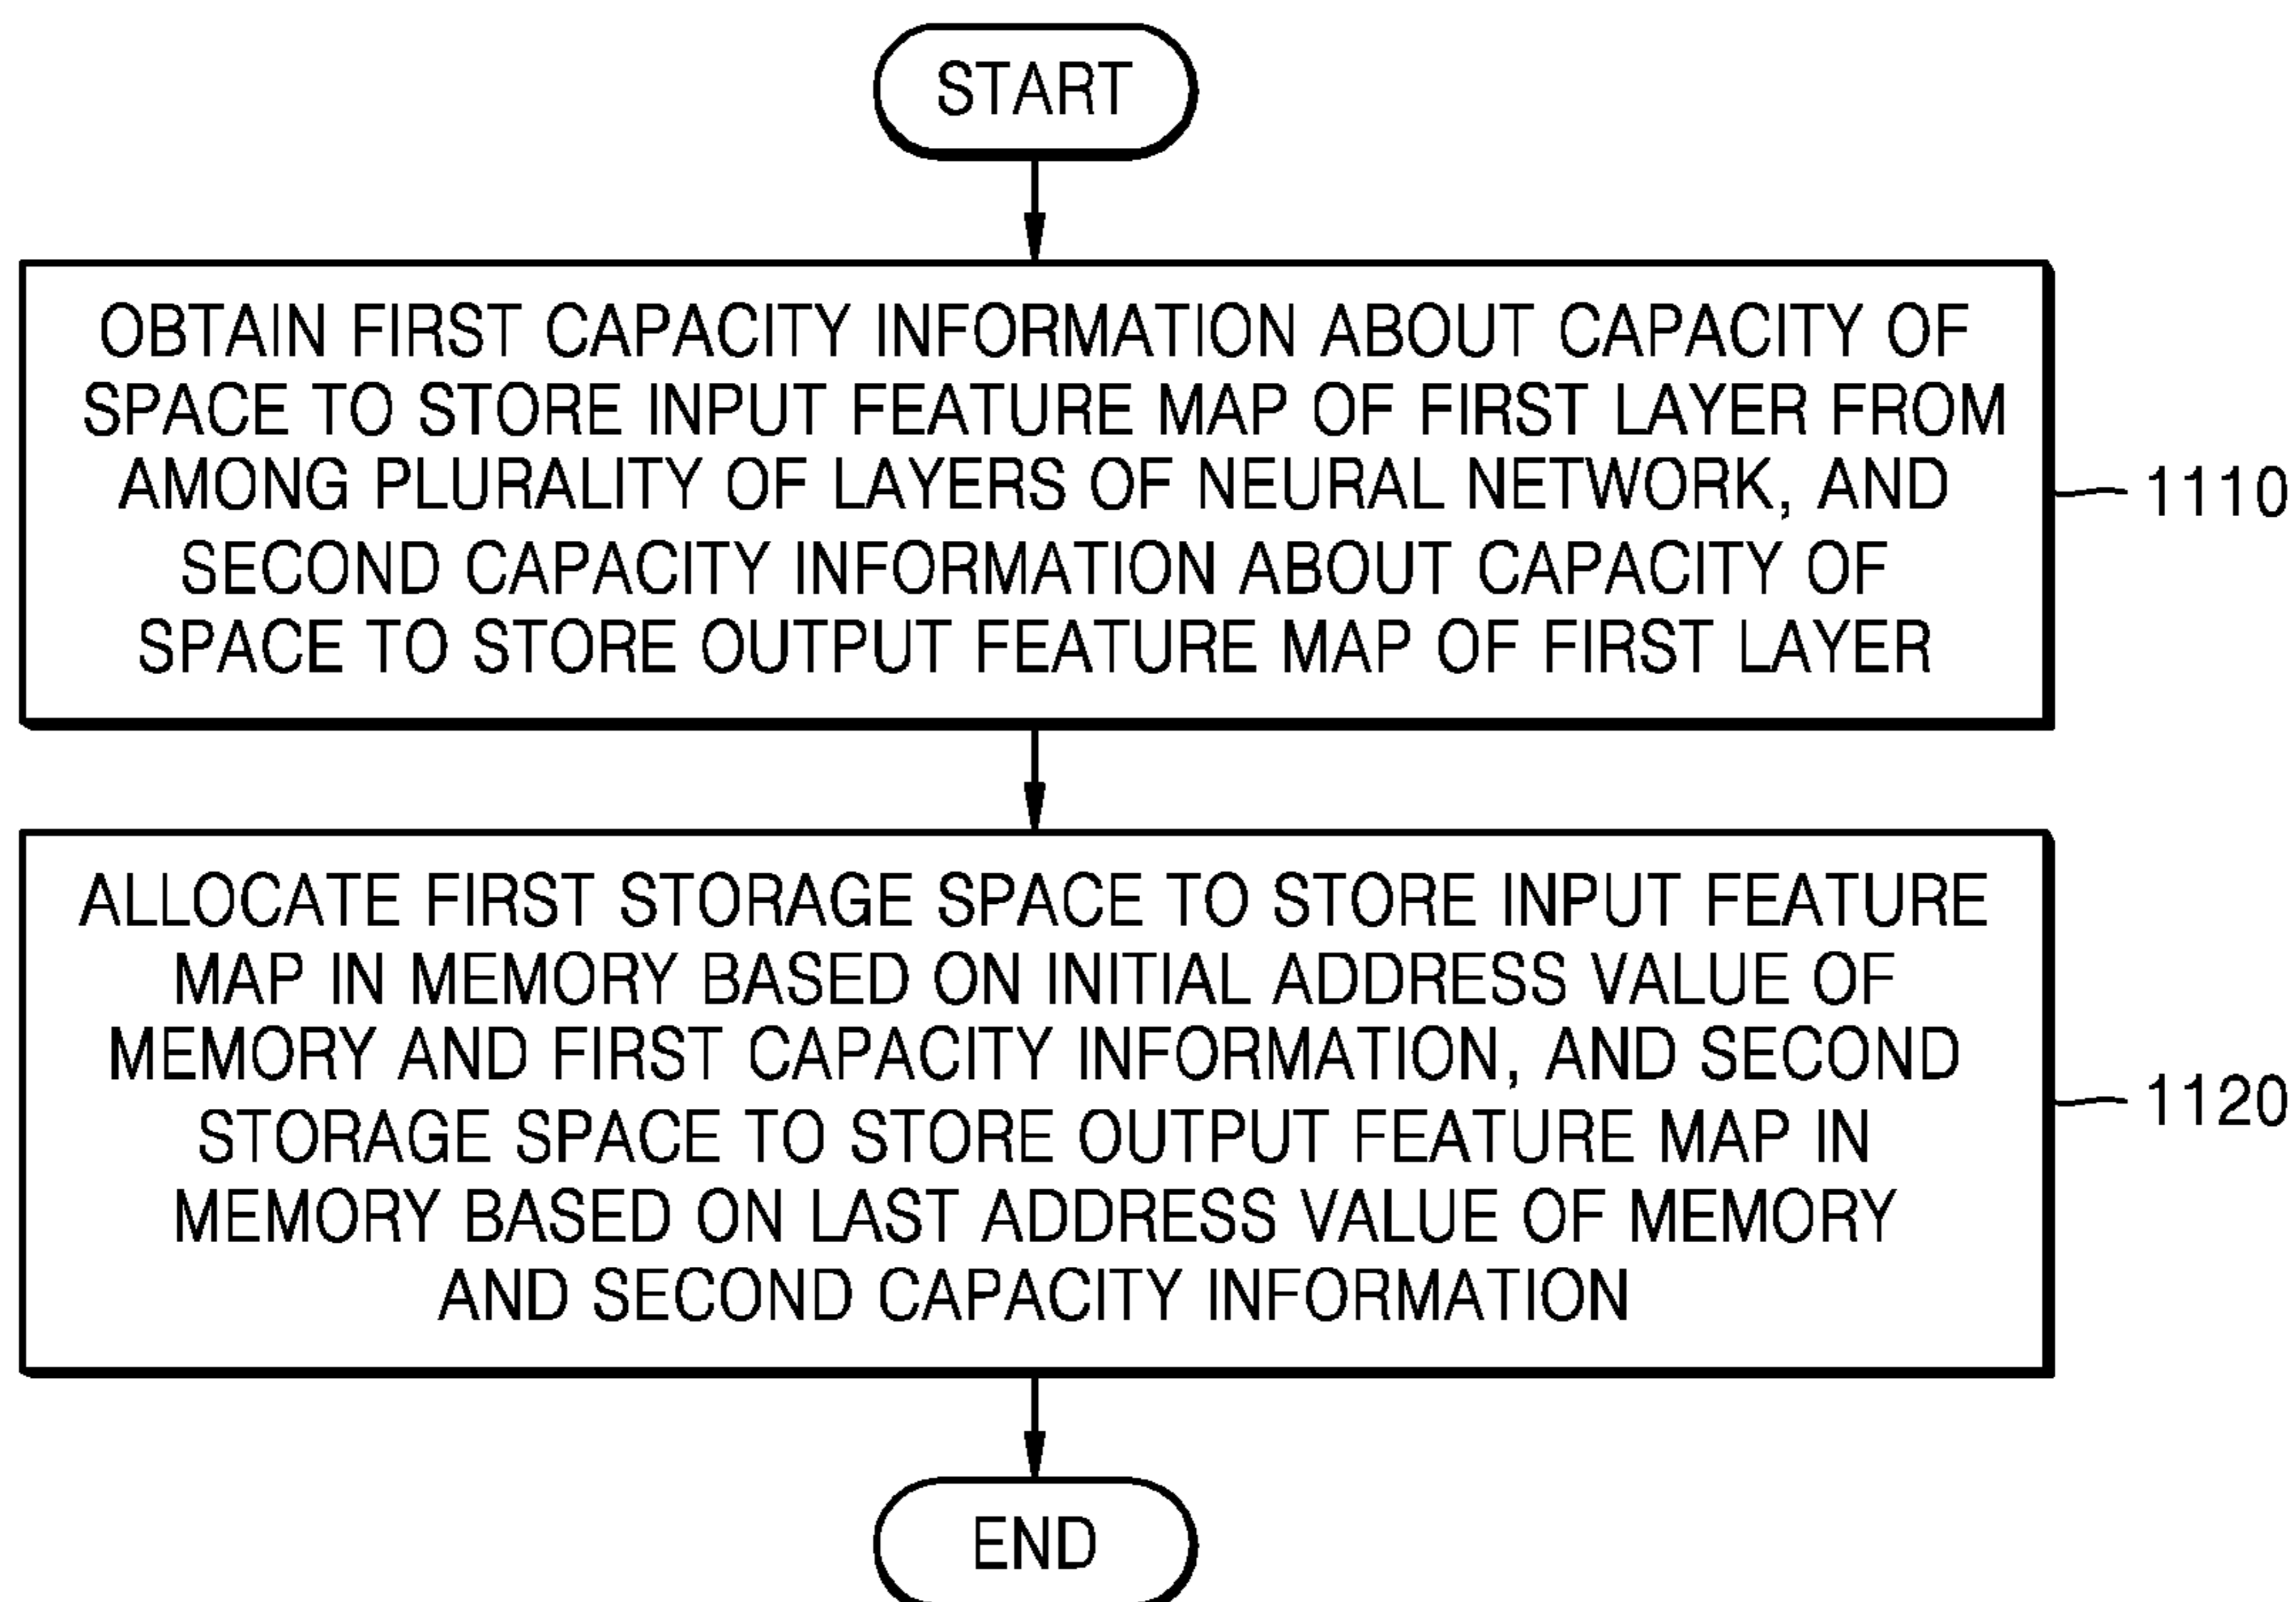 START
OBTAIN FIRST CAPACITY INFORMATION ABOUT CAPACITY OF
SPACE TO STORE INPUT FEATURE MAP OF FIRST LAYER FROM
AMONG PLURALITY OF LAYERS OF NEURAL NETWORK, AND
SECOND CAPACITY INFORMATION ABOUT CAPACITY OF
SPACE TO STORE OUTPUT FEATURE MAP OF FIRST LAYER
1110
ALLOCATE FIRST STORAGE SPACE TO STORE INPUT FEATURE
MAP IN MEMORY BASED ON INITIAL ADDRESS VALUE OF
MEMORY AND FIRST CAPACITY INFORMATION, AND SECOND
STORAGE SPACE TO STORE OUTPUT FEATURE MAP IN
MEMORY BASED ON LAST ADDRESS VALUE OF MEMORY
AND SECOND CAPACITY INFORMATION
1120
END